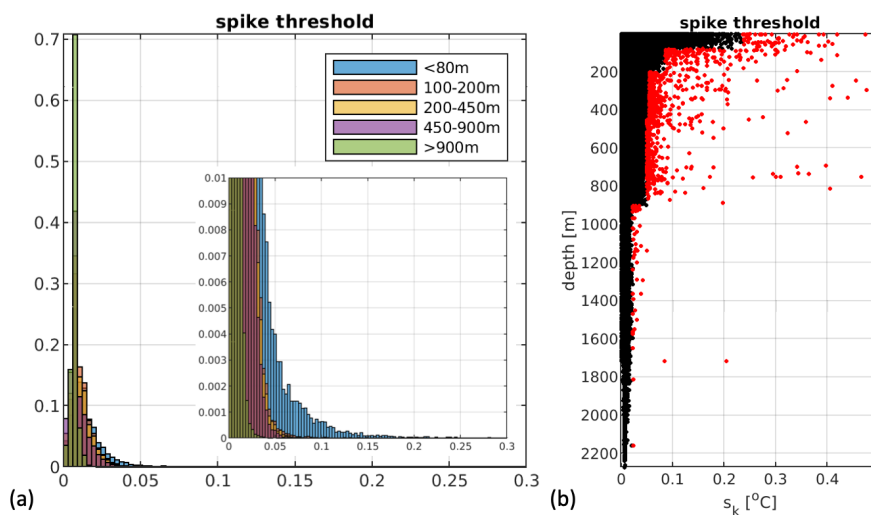 spike threshold
0.7
0.6
0.5
0.4
0.3
0.2
0.1
0
0 0.05 0.1 0.15 0.2 0.25 0.3
<80m
100-200m
200-450m
450-900m
>900m
0.01
0.009
0.008
0.007
0.006
0.005
0.004
0.003
0.002
0.001
0
0 0.05 0.1 0.15 0.2 0.25 0.3
(a)
spike threshold
200
400
600
800
1000
1200
1400
1600
1800
2000
2200
depth [m]
0 0.1 0.2 0.3 0.4
s_k [°C]
(b)